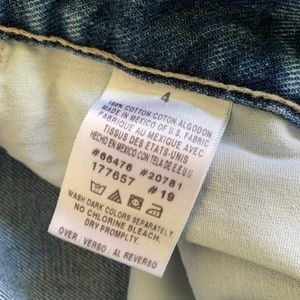 4
100% COTTON COTON ALGODON
MADE IN MEXICO OF U.S. FABRIC
FABRIQUE AU MEXIQUE AVEC
TISSUS DES ETATS-UNIS
HECHO EN MEXICO CON TELA DE E.E.U.U
#66476 #20781
177657 #19
WASH DARK COLORS SEPARATELY
NO CHLORINE BLEACH.
DRY PROMPLTY.
OVER / VERSO / AL REVERSO